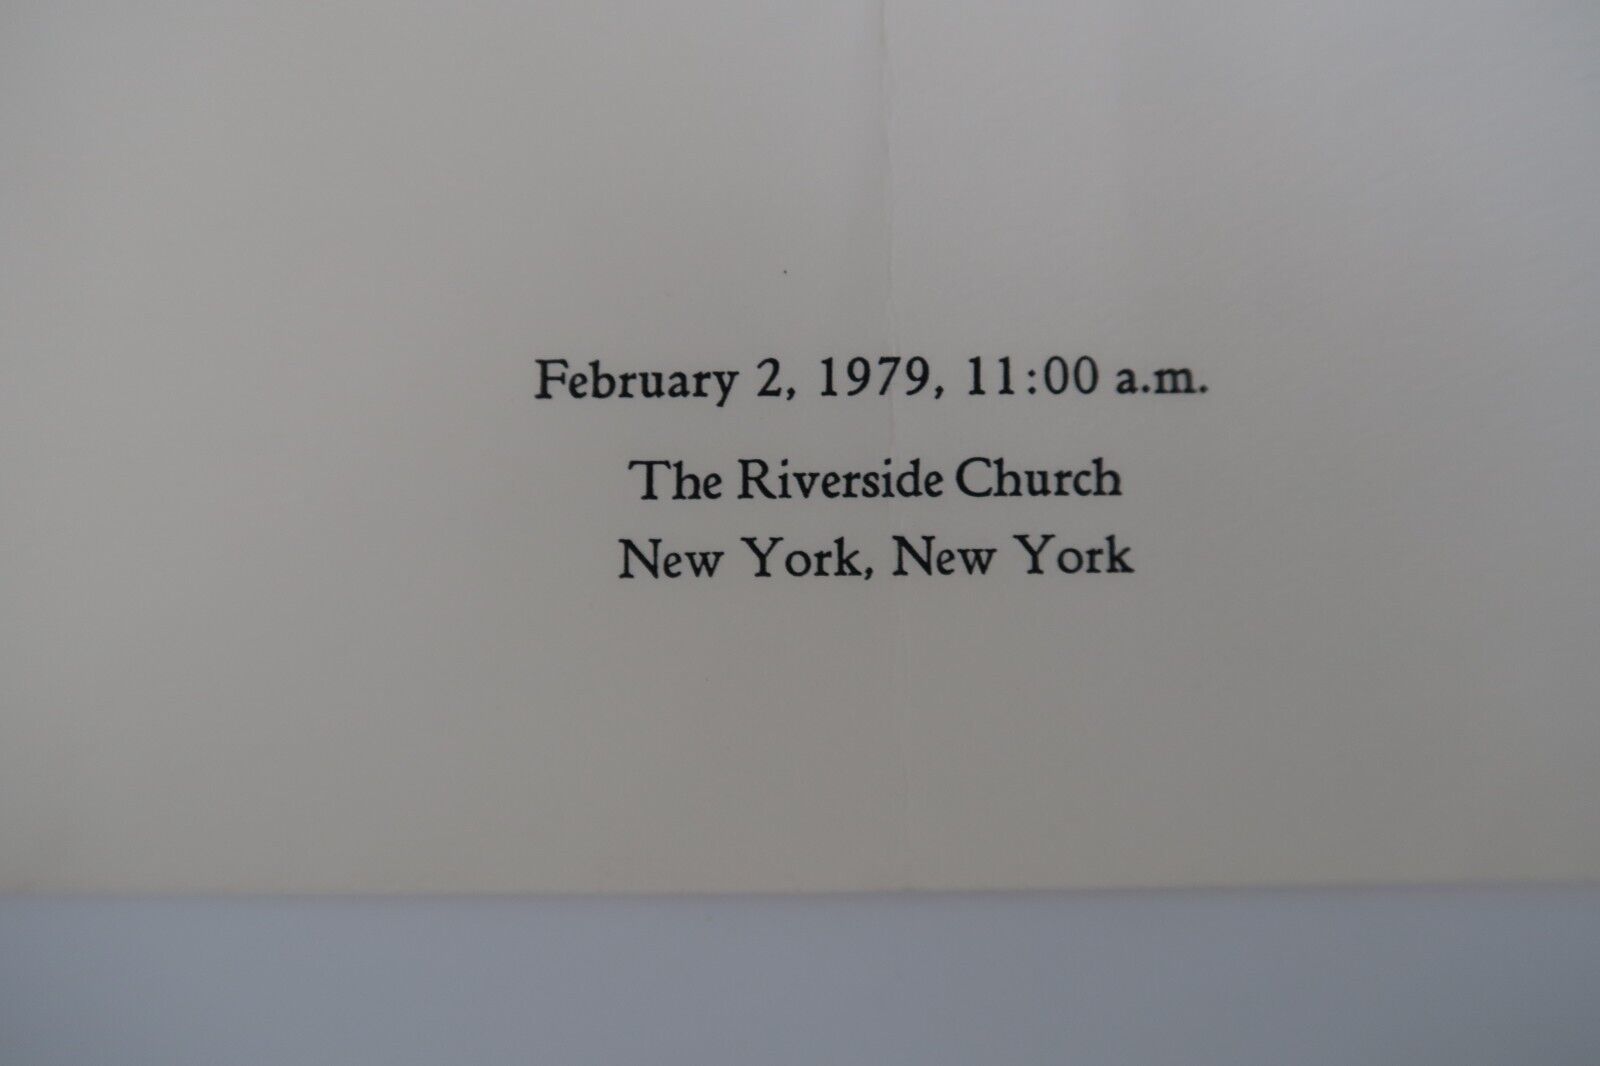 February 2, 1979, 11:00 a.m.
The Riverside Church
New York, New York